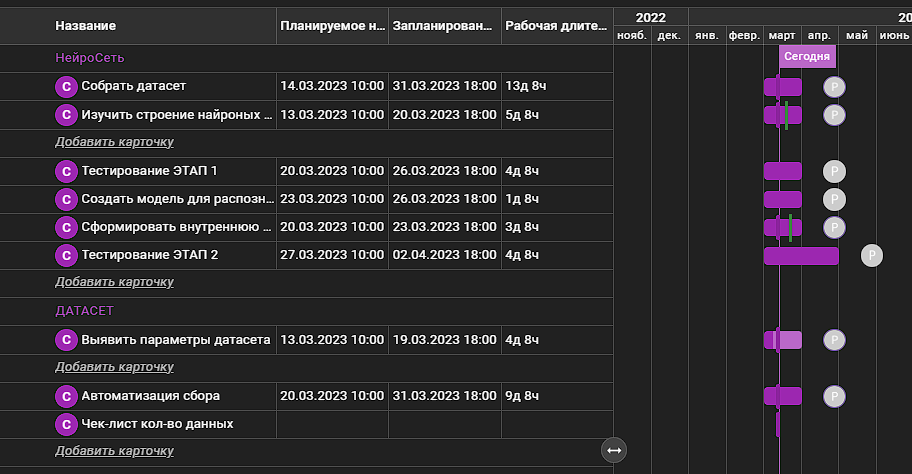 2022 20
Название Планируемое н... Запланирован... Рабочая длите...
нояб. дек. янв. февр. март апр. май июнь
НейроСеть Сегодня
С Собрать датасет 14.03.2023 10:00 31.03.2023 18:00 13д 8ч Р
С Изучить строение найроных ... 13.03.2023 10:00 20.03.2023 18:00 5д 8ч Р
Добавить карточку
С Тестирование ЭТАП 1 20.03.2023 10:00 26.03.2023 18:00 4д 8ч Р
С Создать модель для распозн... 23.03.2023 10:00 26.03.2023 18:00 1д 8ч Р
С Сформировать внутреннюю ... 20.03.2023 10:00 23.03.2023 18:00 3д 8ч Р
С Тестирование ЭТАП 2 27.03.2023 10:00 02.04.2023 18:00 4д 8ч Р
Добавить карточку
ДАТАСЕТ
С Выявить параметры датасета 13.03.2023 10:00 19.03.2023 18:00 4д 8ч Р
Добавить карточку
С Автоматизация сбора 20.03.2023 10:00 31.03.2023 18:00 9д 8ч Р
С Чек-лист кол-во данных
Добавить карточку